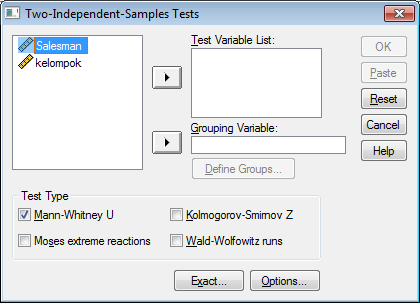 Two-Independent-Samples Tests
Salesman
kelompok
Test Variable List:
Grouping Variable:
Define Groups...
OK
Paste
Reset
Cancel
Help
Test Type
Mann-Whitney U
Kolmogorov-Smirnov Z
Moses extreme reactions
Wald-Wolfowitz runs
Exact...
Options...